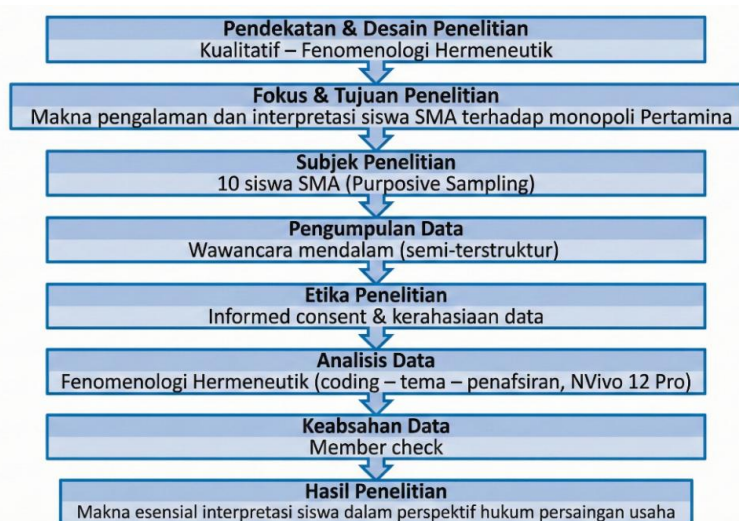 Pendekatan & Desain Penelitian
Kualitatif – Fenomenologi Hermeneutik
Fokus & Tujuan Penelitian
Makna pengalaman dan interpretasi siswa SMA terhadap monopoli Pertamina
Subjek Penelitian
10 siswa SMA (Purposive Sampling)
Pengumpulan Data
Wawancara mendalam (semi-terstruktur)
Etika Penelitian
Informed consent & kerahasiaan data
Analisis Data
Fenomenologi Hermeneutik (coding – tema – penafsiran, NVivo 12 Pro)
Keabsahan Data
Member check
Hasil Penelitian
Makna esensial interpretasi siswa dalam perspektif hukum persaingan usaha